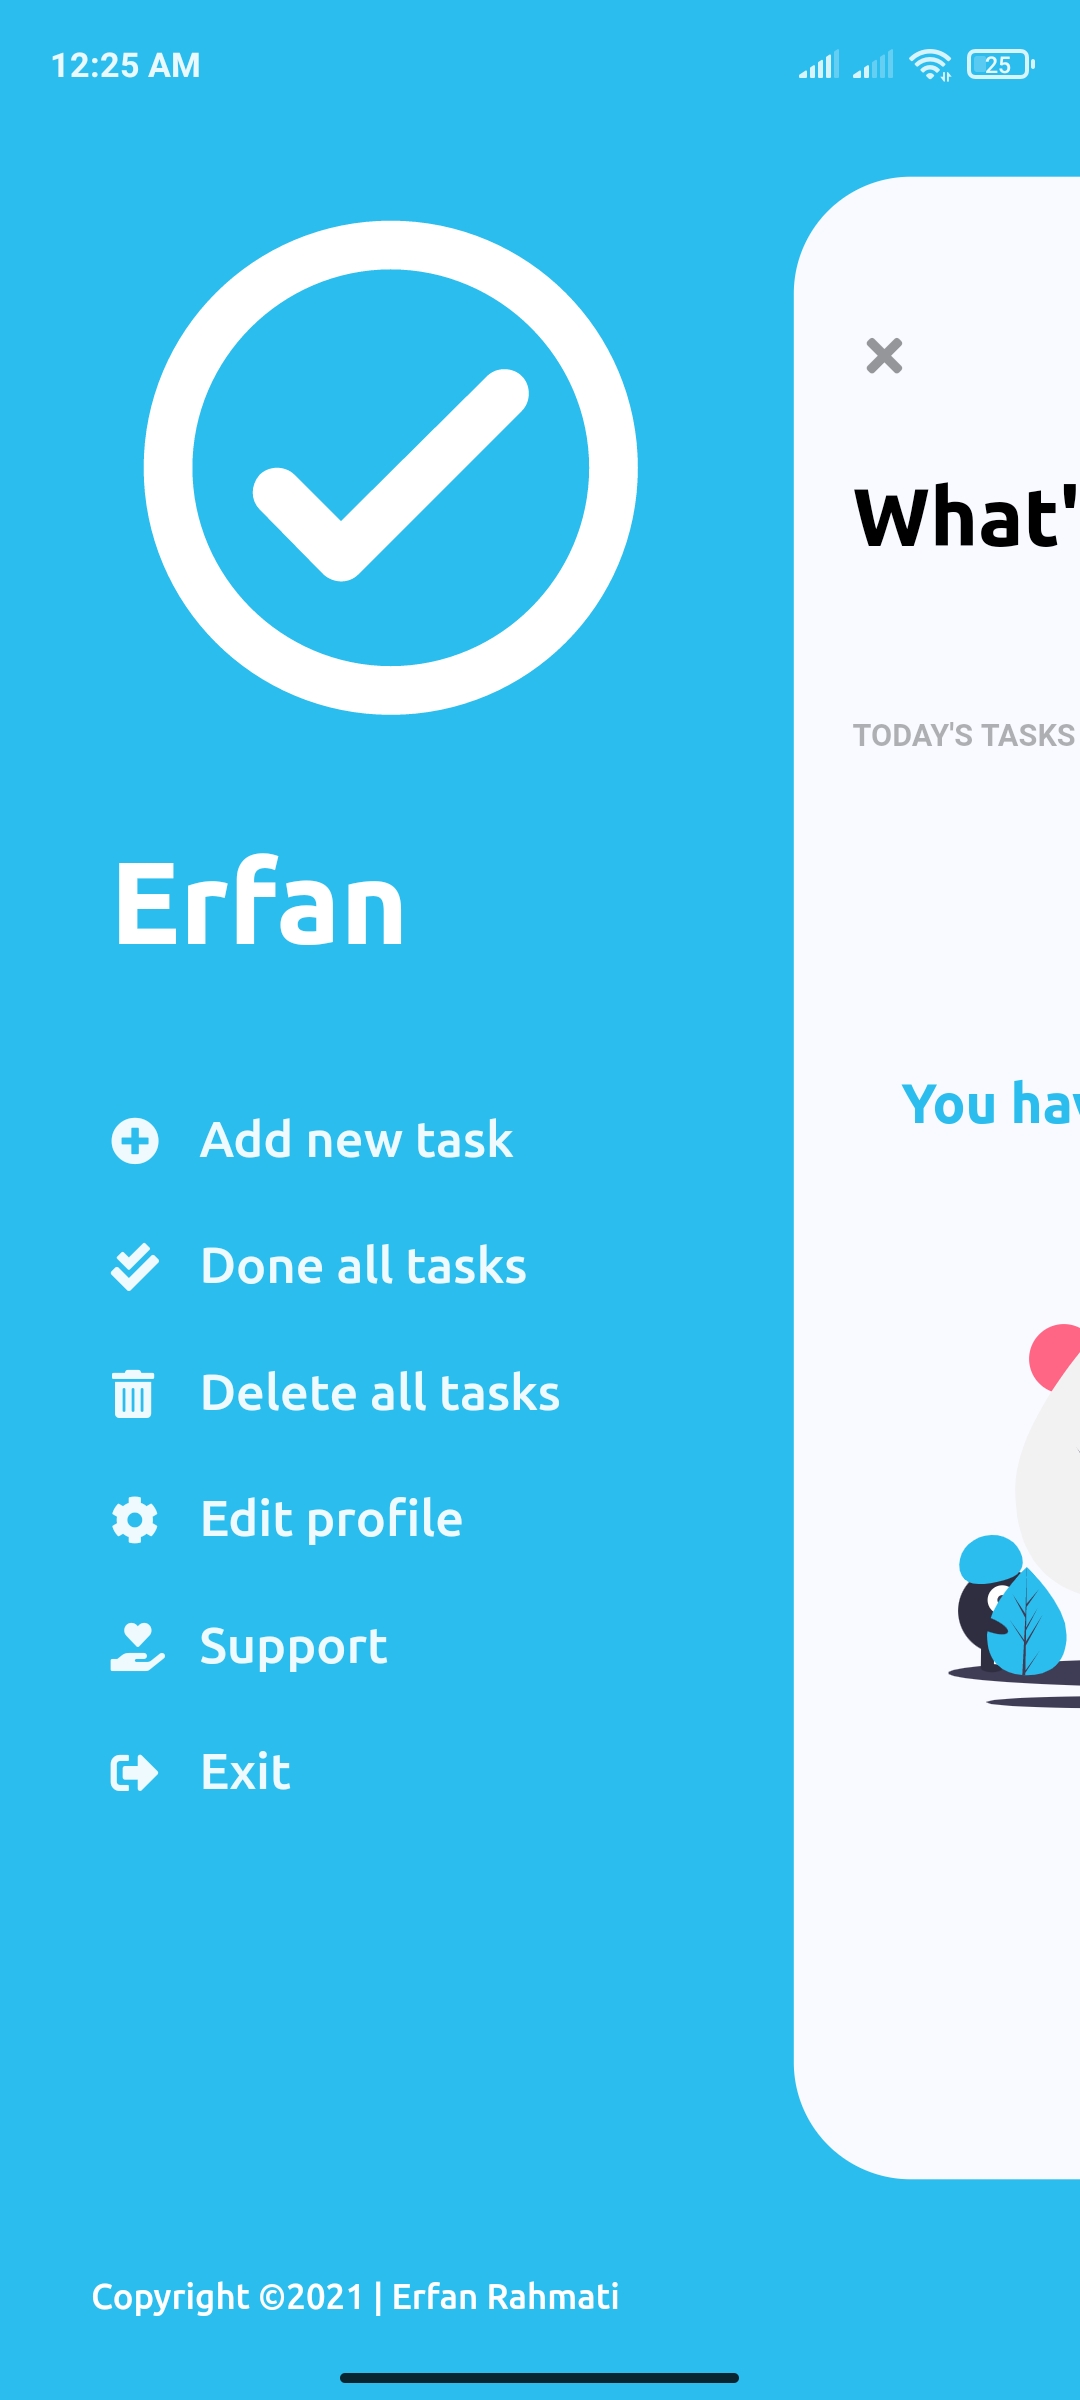 12:25 AM
25
What'
TODAY'S TASKS
Erfan
You hav
Add new task
Done all tasks
Delete all tasks
Edit profile
Support
Exit
Copyright ©2021 | Erfan Rahmati